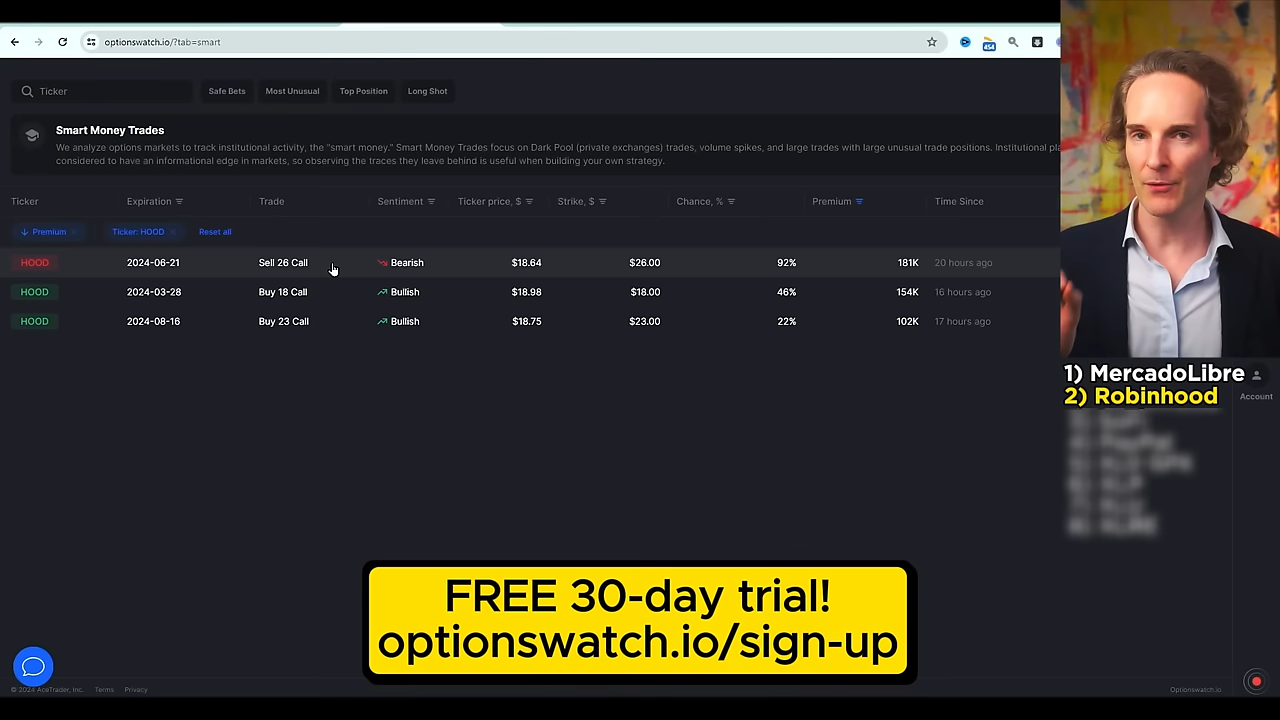 optionswatch.io/?tab=smart
454
Ticker
Safe Bets
Most Unusual
Top Position
Long Shot
Smart Money Trades
We analyze options markets to track institutional activity, the "smart money." Smart Money Trades focus on Dark Pool (private exchanges) trades, volume spikes, and large trades with large unusual trade positions. Institutional pla
considered to have an informational edge in markets, so observing the traces they leave behind is useful when building your own strategy.
Ticker Expiration Trade Sentiment Ticker price, $ Strike, $ Chance, % Premium Time Since
Premium × Ticker: HOOD × Reset all
HOOD 2024-06-21 Sell 26 Call Bearish $18.64 $26.00 92% 181K 20 hours ago
HOOD 2024-03-28 Buy 18 Call Bullish $18.98 $18.00 46% 154K 16 hours ago
HOOD 2024-08-16 Buy 23 Call Bullish $18.75 $23.00 22% 102K 17 hours ago
1) MercadoLibre
2) Robinhood
Account
FREE 30-day trial!
optionswatch.io/sign-up
© 2024 AceTrader, Inc. Terms Privacy
Optionswatch.io